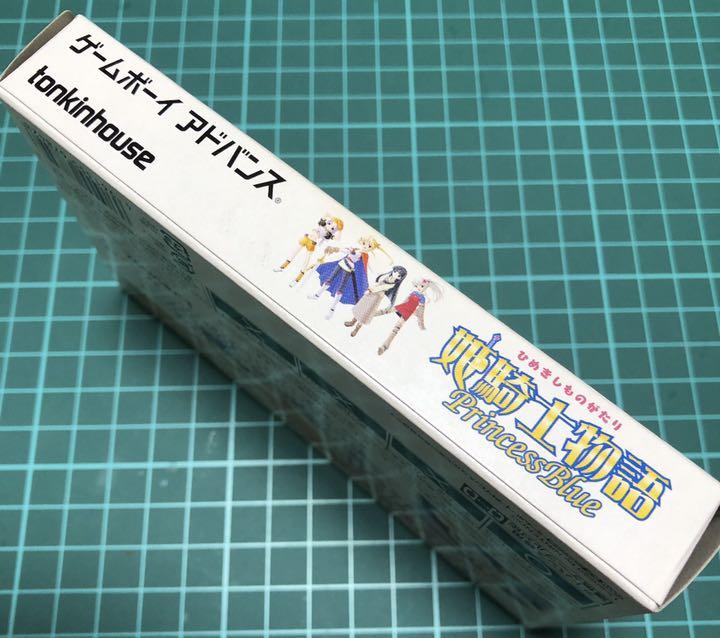 ゲームボーイ アドバンス®
tonkinhouse
ひめきしものがたり
姫騎士物語
PrincessBlue